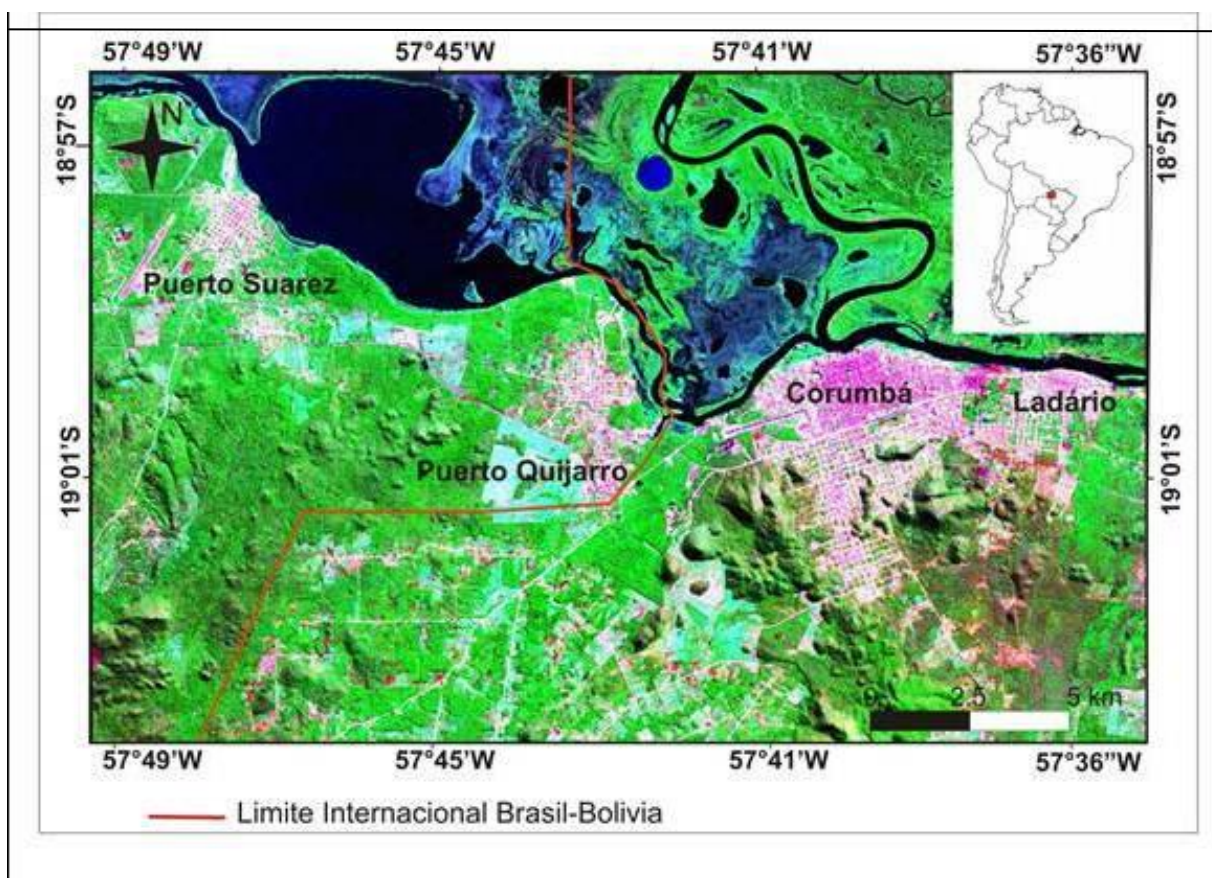 57°49'W 57°45'W 57°41'W 57°36"W
18°57'S
18°57'S
N
Puerto Suarez
Corumbá
Ladário
Puerto Quijarro
19°01'S
19°01'S
0 2.5 5 km
57°49'W 57°45'W 57°41'W 57°36"W
Limite Internacional Brasil-Bolivia